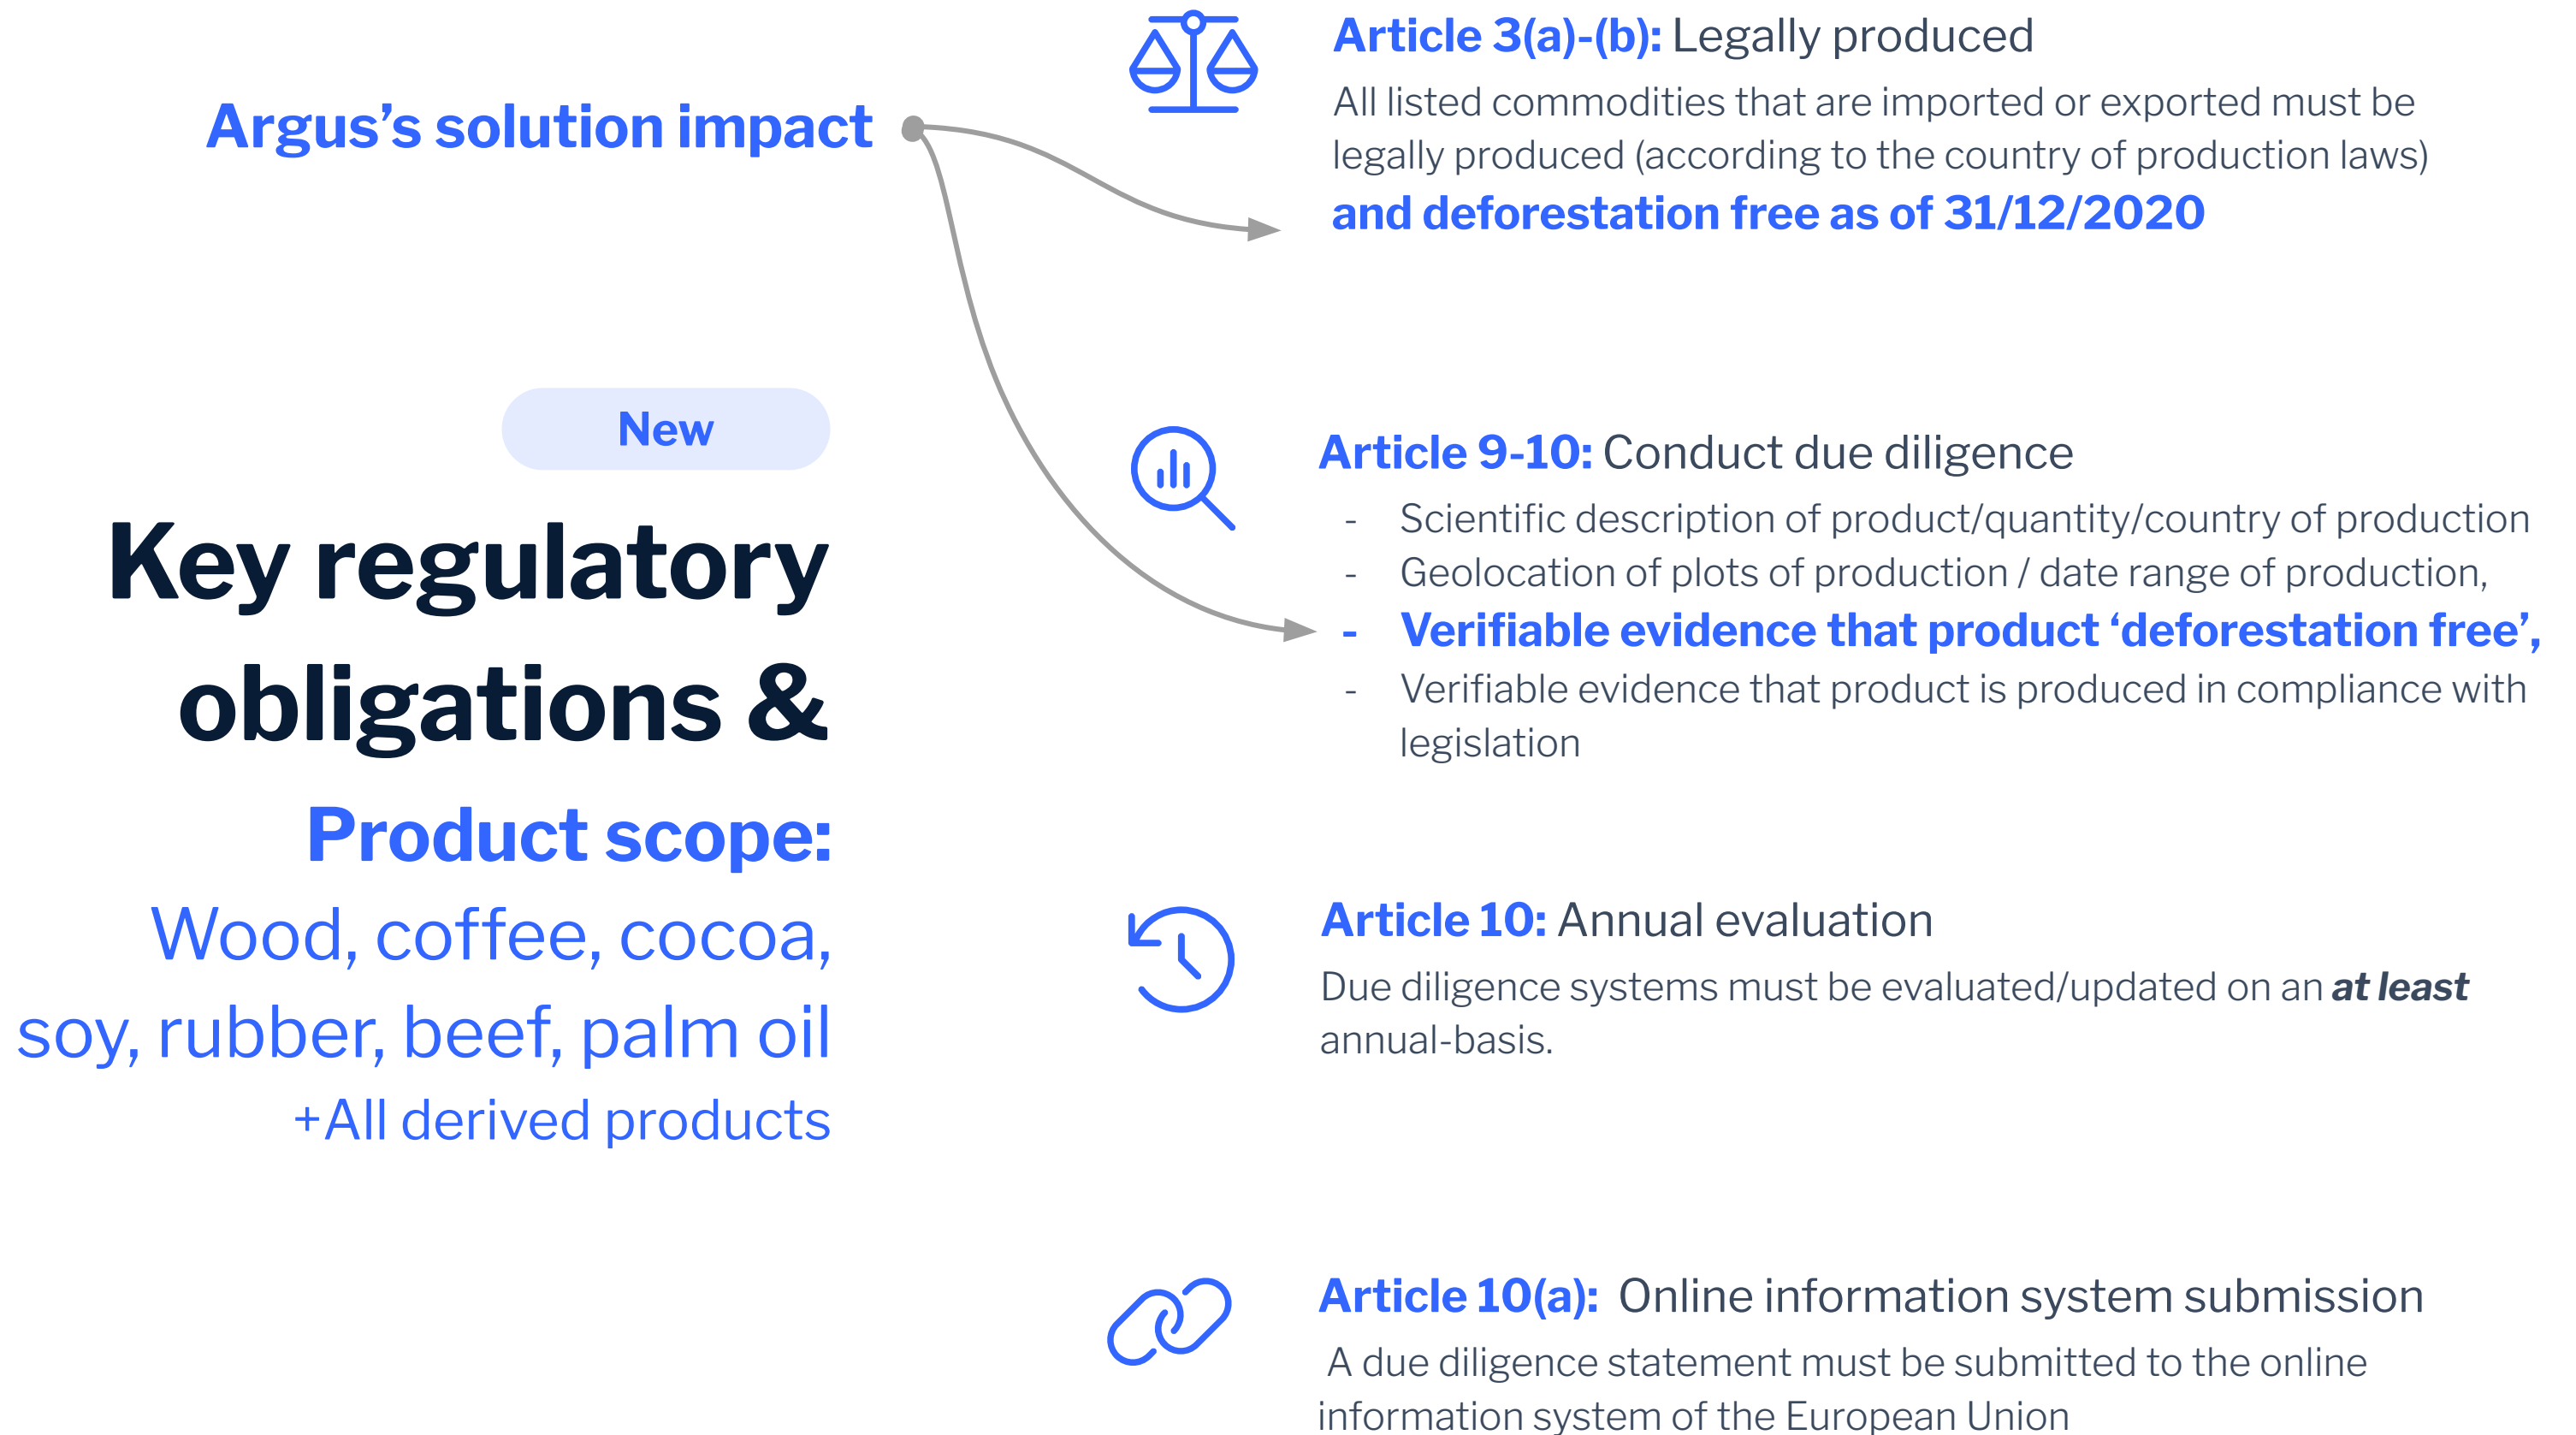 Argus’s solution impact
New
Key regulatory
obligations &
Product scope:
Wood, coffee, cocoa,
soy, rubber, beef, palm oil
+All derived products
Article 3(a)-(b): Legally produced
All listed commodities that are imported or exported must be
legally produced (according to the country of production laws)
and deforestation free as of 31/12/2020
Article 9-10: Conduct due diligence
- Scientific description of product/quantity/country of production
- Geolocation of plots of production / date range of production,
- Verifiable evidence that product ‘deforestation free’,
- Verifiable evidence that product is produced in compliance with
legislation
Article 10: Annual evaluation
Due diligence systems must be evaluated/updated on an at least
annual-basis.
Article 10(a): Online information system submission
A due diligence statement must be submitted to the online
information system of the European Union